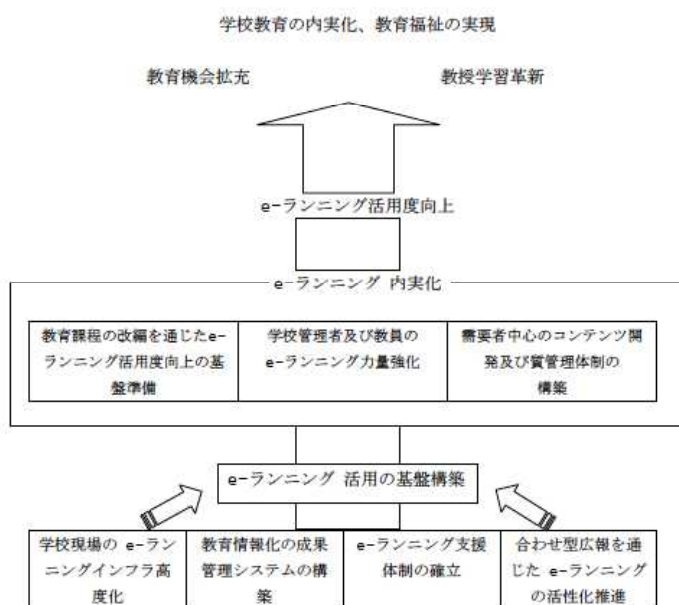 学校教育の内実化、教育福祉の実現
教育機会拡充
教授学習革新
e-ランニング活用度向上
e-ランニング 内実化
教育課程の改編を通じたe-
ランニング活用度向上の基
盤準備
学校管理者及び教員の
e-ランニング力量強化
需要者中心のコンテンツ開
発及び質管理体制の
構築
e-ランニング 活用の基盤構築
学校現場の e-ラン
ニングインフラ高
度化
教育情報化の成果
管理システムの構
築
e-ランニング支援
体制の確立
合わせ型広報を通
じた e-ランニング
の活性化推進